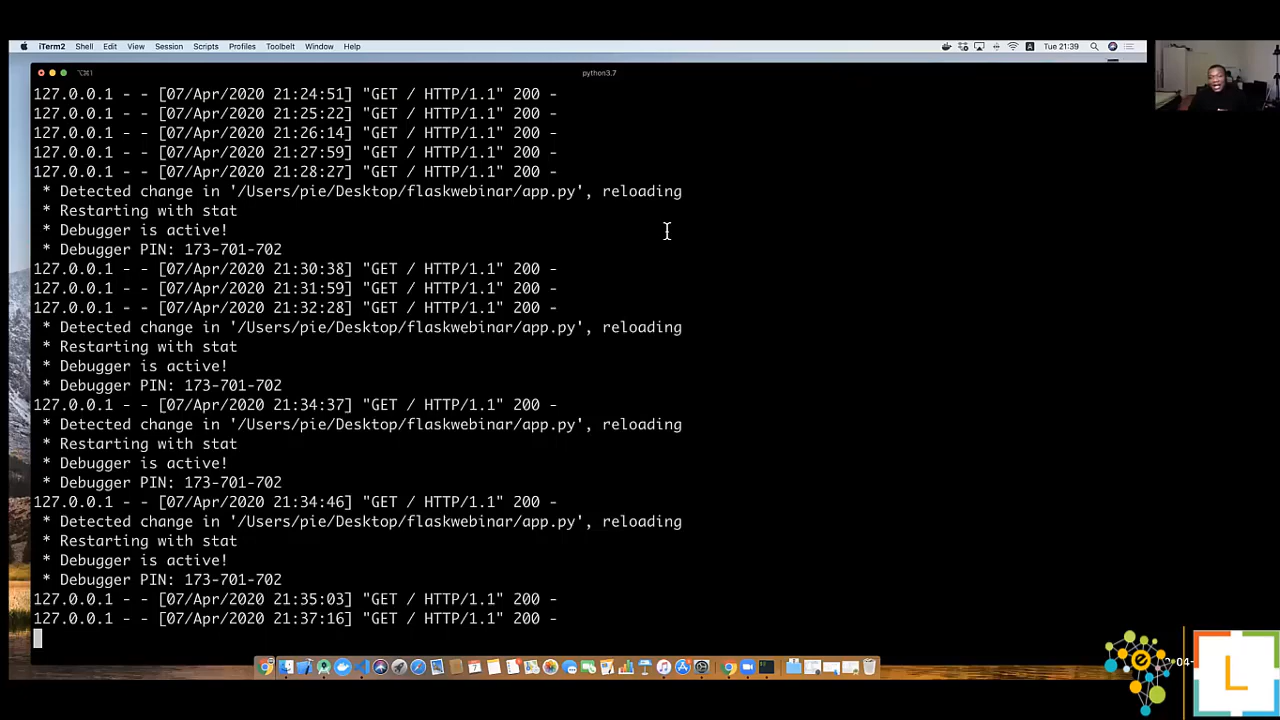 iTerm2 Shell Edit View Session Scripts Profiles Toolbelt Window Help Tue 21:39
⌥⌘1 python3.7
127.0.0.1 - - [07/Apr/2020 21:24:51] "GET / HTTP/1.1" 200 -
127.0.0.1 - - [07/Apr/2020 21:25:22] "GET / HTTP/1.1" 200 -
127.0.0.1 - - [07/Apr/2020 21:26:14] "GET / HTTP/1.1" 200 -
127.0.0.1 - - [07/Apr/2020 21:27:59] "GET / HTTP/1.1" 200 -
127.0.0.1 - - [07/Apr/2020 21:28:27] "GET / HTTP/1.1" 200 -
* Detected change in '/Users/pie/Desktop/flaskwebinar/app.py', reloading
* Restarting with stat
* Debugger is active!
* Debugger PIN: 173-701-702
127.0.0.1 - - [07/Apr/2020 21:30:38] "GET / HTTP/1.1" 200 -
127.0.0.1 - - [07/Apr/2020 21:31:59] "GET / HTTP/1.1" 200 -
127.0.0.1 - - [07/Apr/2020 21:32:28] "GET / HTTP/1.1" 200 -
* Detected change in '/Users/pie/Desktop/flaskwebinar/app.py', reloading
* Restarting with stat
* Debugger is active!
* Debugger PIN: 173-701-702
127.0.0.1 - - [07/Apr/2020 21:34:37] "GET / HTTP/1.1" 200 -
* Detected change in '/Users/pie/Desktop/flaskwebinar/app.py', reloading
* Restarting with stat
* Debugger is active!
* Debugger PIN: 173-701-702
127.0.0.1 - - [07/Apr/2020 21:34:46] "GET / HTTP/1.1" 200 -
* Detected change in '/Users/pie/Desktop/flaskwebinar/app.py', reloading
* Restarting with stat
* Debugger is active!
* Debugger PIN: 173-701-702
127.0.0.1 - - [07/Apr/2020 21:35:03] "GET / HTTP/1.1" 200 -
127.0.0.1 - - [07/Apr/2020 21:37:16] "GET / HTTP/1.1" 200 -
04-
L